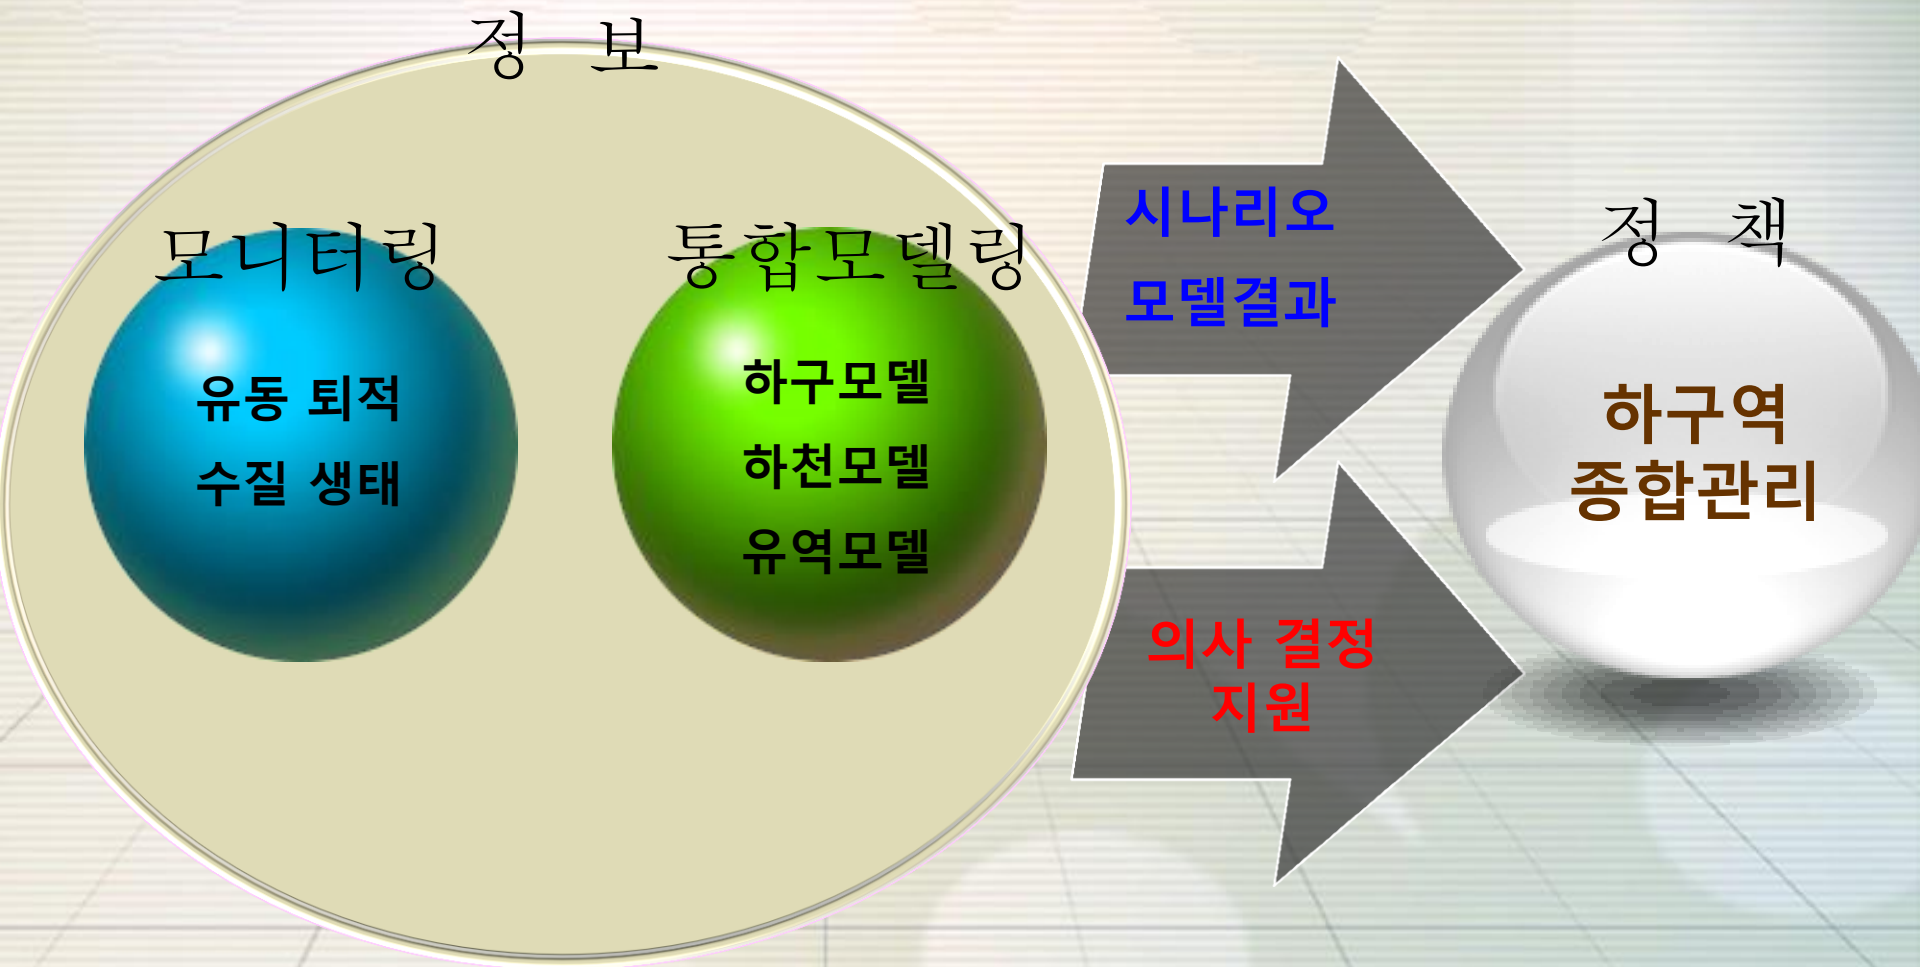 정 보
모니터링
유동 퇴적
수질 생태
통합모델링
하구모델
하천모델
유역모델
시나리오
모델결과
의사 결정
지원
정 책
하구역
종합관리